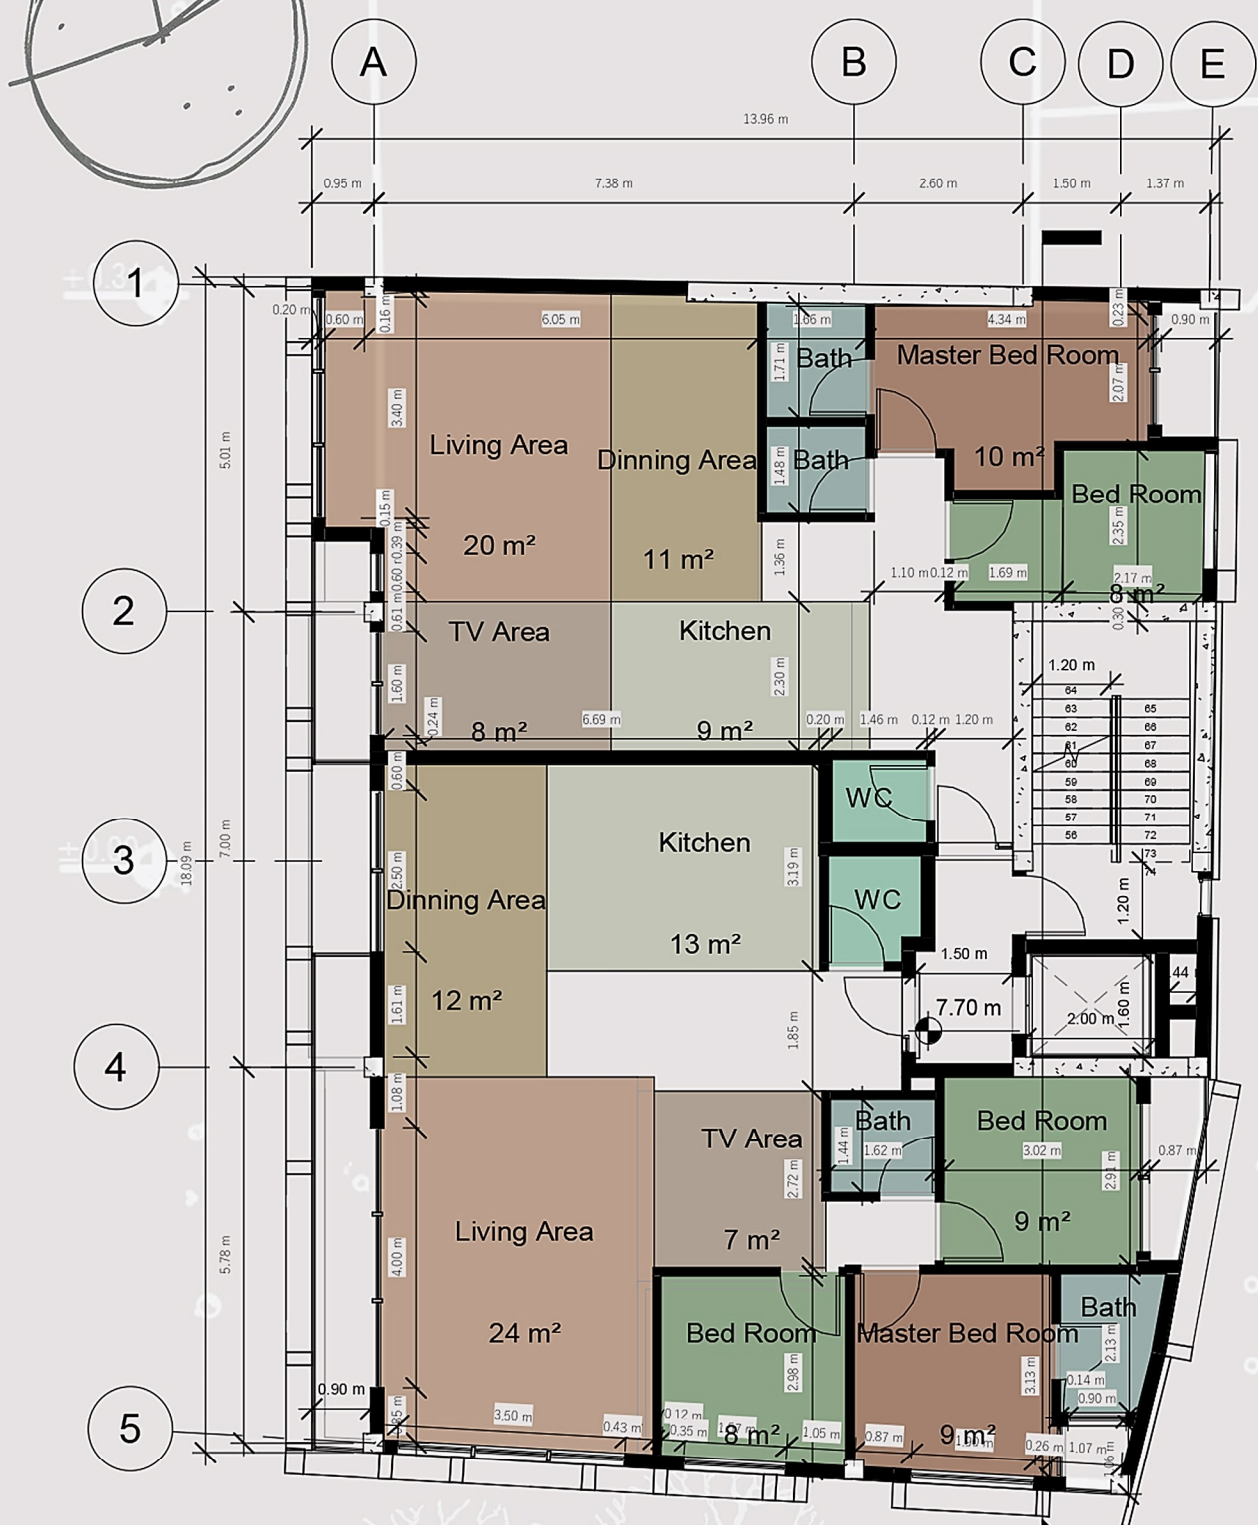 A
B
C
D
E
13.96 m
0.95 m
7.38 m
2.60 m
1.50 m
1.37 m
1
0.20 m
0.60 m
0.16 m
6.05 m
1.66 m
4.34 m
0.23 m
0.90 m
Bath
1.71 m
Master Bed Room
2.07 m
3.40 m
5.01 m
Living Area
Dinning Area
1.48 m
Bath
10 m²
Bed Room
0.15 m
20 m²
11 m²
0.39 m
1.36 m
2.35 m
0.60 m
1.10 m
0.12 m
1.69 m
2.17 m
8 m²
2
0.61 m
0.30 m
TV Area
Kitchen
1.60 m
2.30 m
1.20 m
0.24 m
8 m²
6.69 m
9 m²
0.20 m
1.46 m
0.12 m
1.20 m
64
63
62
61
60
59
58
57
56
65
66
67
68
69
70
71
72
73
74
0.60 m
WC
3
7.00 m
18.09 m
2.50 m
Kitchen
3.19 m
Dinning Area
WC
1.20 m
13 m²
1.50 m
12 m²
1.61 m
7.70 m
2.00 m
1.60 m
44
1.85 m
4
1.08 m
TV Area
Bath
1.44 m
1.62 m
Bed Room
3.02 m
2.91 m
0.87 m
2.72 m
Living Area
7 m²
9 m²
5.78 m
4.00 m
24 m²
Bed Room
Master Bed Room
Bath
2.98 m
3.13 m
2.13 m
0.14 m
0.90 m
0.90 m
5
3.50 m
0.43 m
0.12 m
0.35 m
8 m²
1.05 m
0.87 m
9 m²
0.26 m
1.07 m